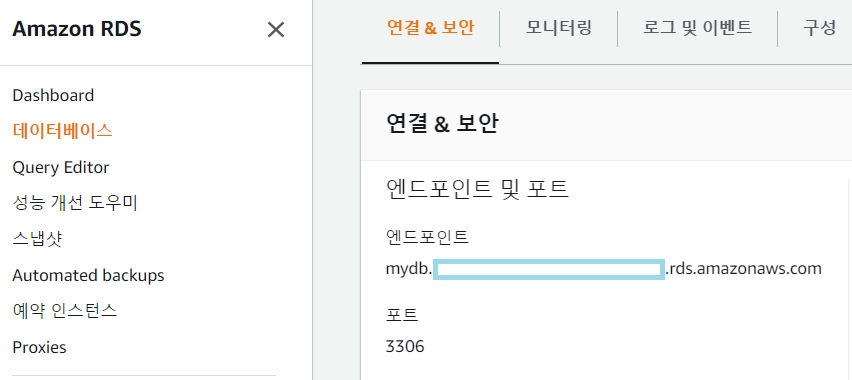 Amazon RDS
Dashboard
데이터베이스
Query Editor
성능 개선 도우미
스냅샷
Automated backups
예약 인스턴스
Proxies
연결 & 보안
모니터링
로그 및 이벤트
구성
연결 & 보안
엔드포인트 및 포트
엔드포인트
mydb. .rds.amazonaws.com
포트
3306